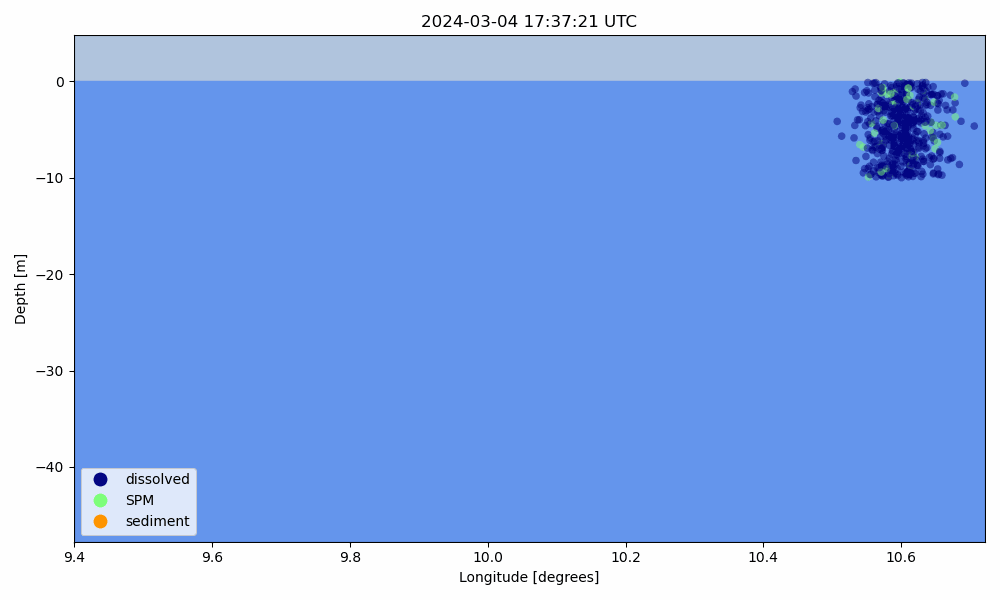 2024-03-04 17:37:21 UTC
0
−10
−20
−30
−40
Depth [m]
dissolved
SPM
sediment
9.4 9.6 9.8 10.0 10.2 10.4 10.6
Longitude [degrees]